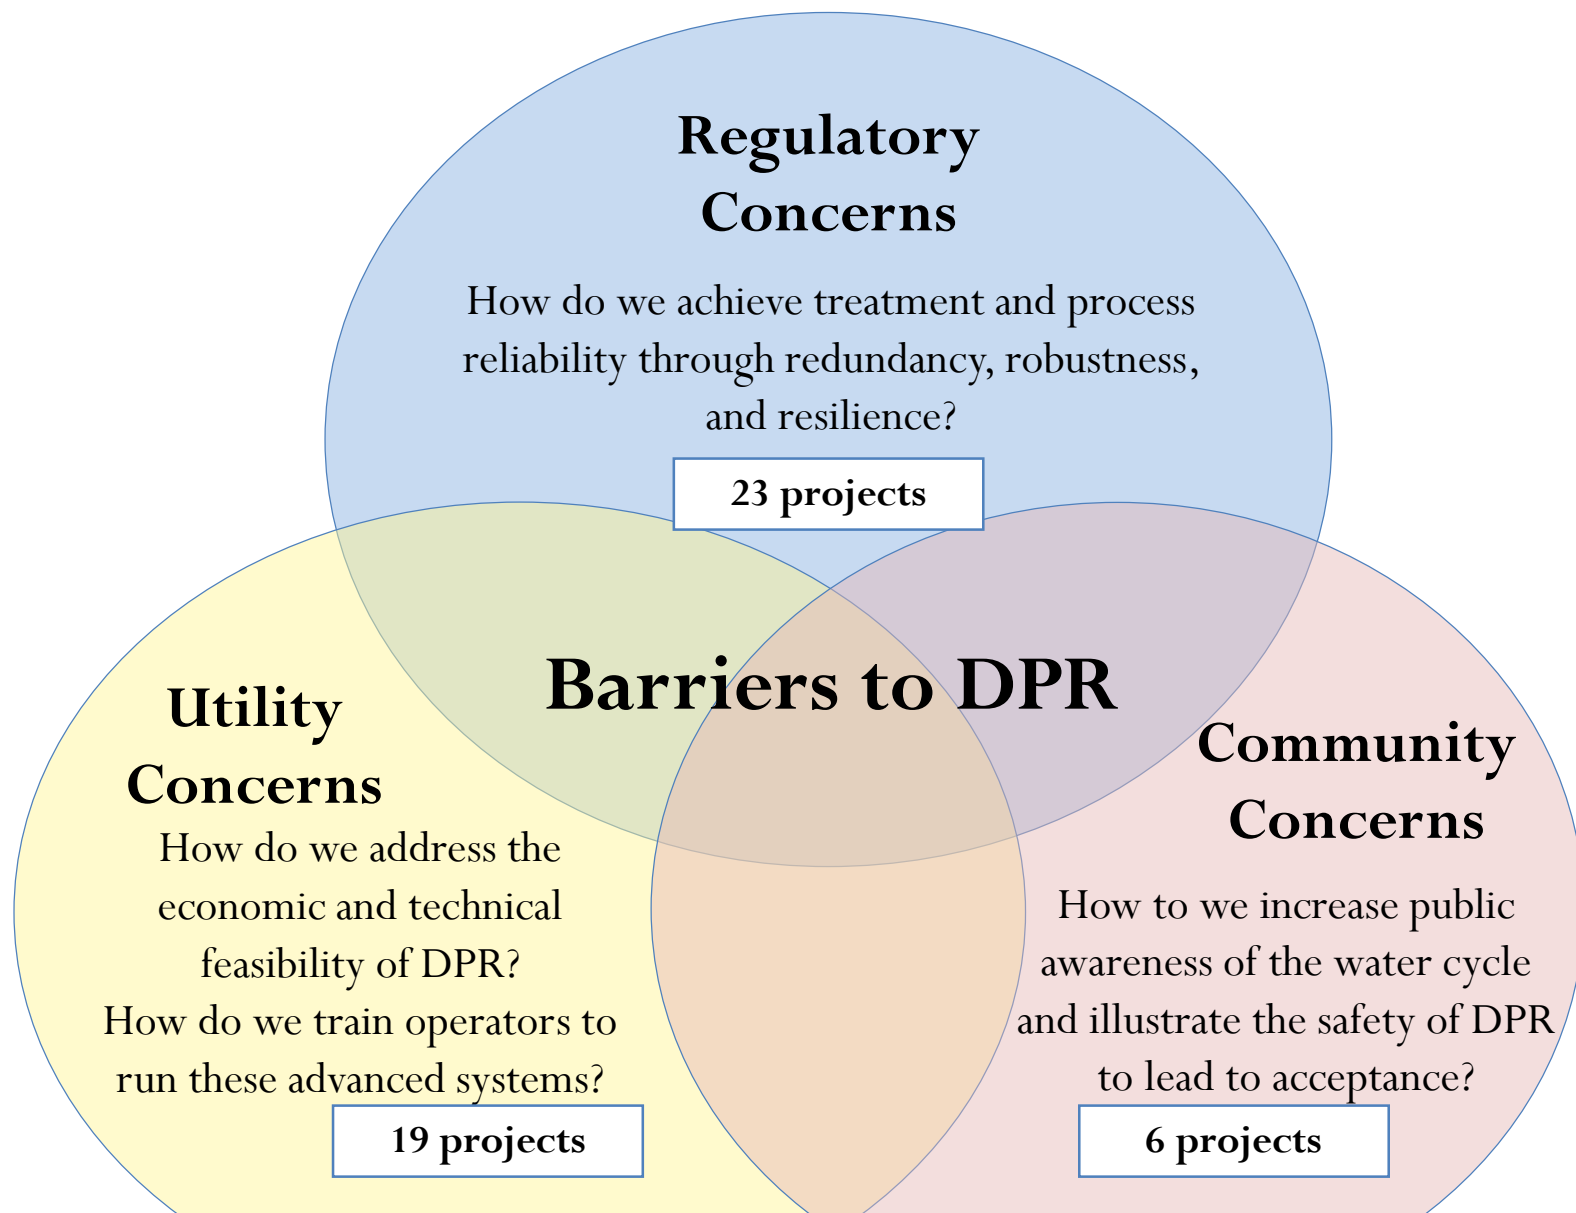 Regulatory
Concerns
How do we achieve treatment and process
reliability through redundancy, robustness,
and resilience?
23 projects
Barriers to DPR
Utility
Concerns
How do we address the
economic and technical
feasibility of DPR?
How do we train operators to
run these advanced systems?
19 projects
Community
Concerns
How to we increase public
awareness of the water cycle
and illustrate the safety of DPR
to lead to acceptance?
6 projects